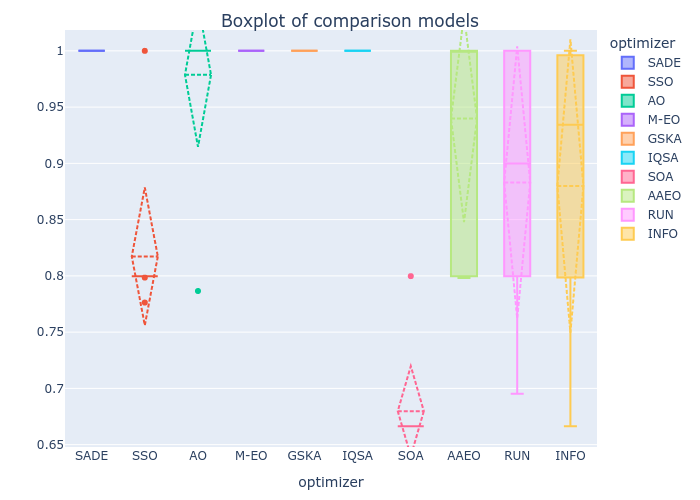 Boxplot of comparison models
optimizer
SADE
SSO
AO
M-EO
GSKA
IQSA
SOA
AAEO
RUN
INFO
1
0.95
0.9
0.85
0.8
0.75
0.7
0.65
SADE SSO AO M-EO GSKA IQSA SOA AAEO RUN INFO
optimizer